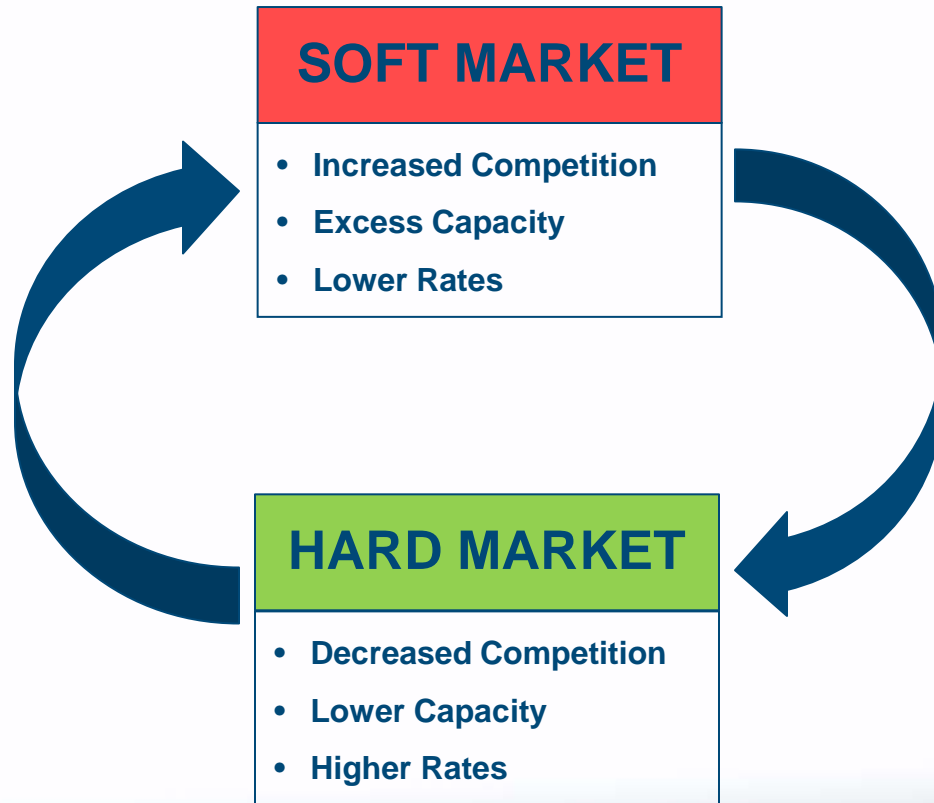 SOFT MARKET
• Increased Competition
• Excess Capacity
• Lower Rates
HARD MARKET
• Decreased Competition
• Lower Capacity
• Higher Rates